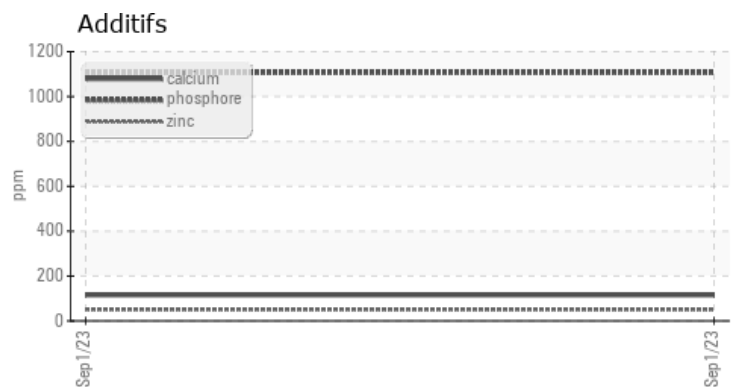 Additifs
1200
1000
800
600
400
200
0
ppm
calcium
phosphore
zinc
Sep1/23
Sep1/23